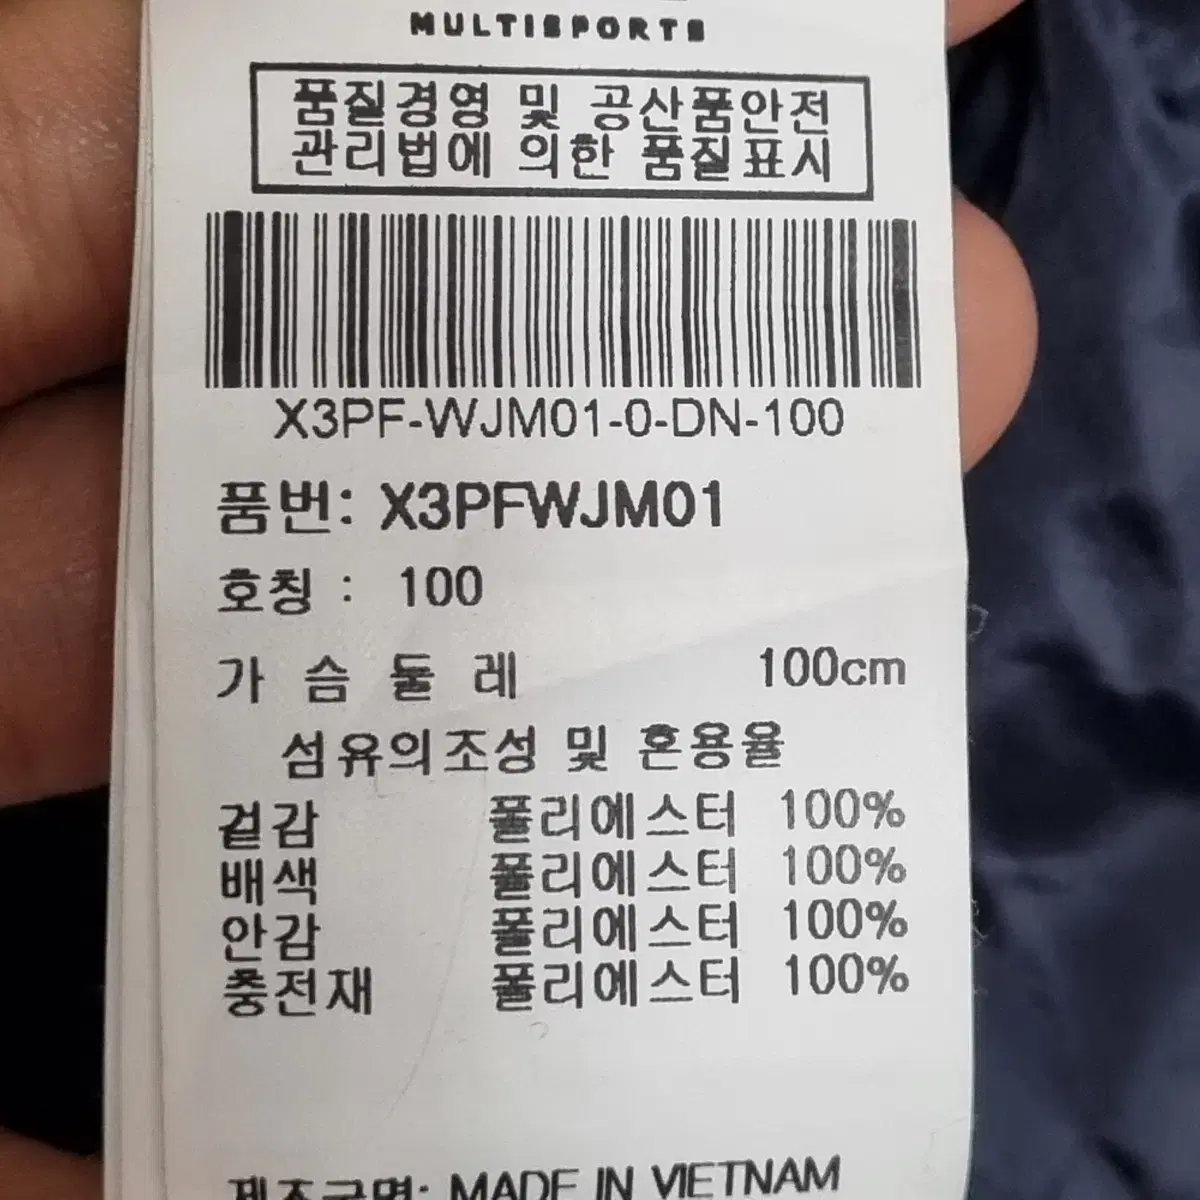 MULTISPORTS
품질경영 및 공산품안전
관리법에 의한 품질표시
X3PF-WJM01-0-DN-100
품번: X3PFWJM01
호칭 : 100
가 슴 둘 레 100cm
섬유의조성 및 혼용율
겉감 폴리에스터 100%
배색 폴리에스터 100%
안감 폴리에스터 100%
충전재 폴리에스터 100%
제조국명: MADE IN VIETNAM